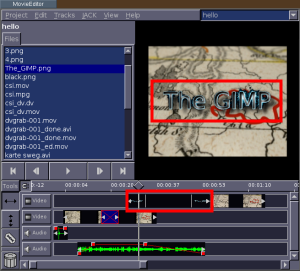 MovieEditor
Project Edit Tracks JACK View Help
hello
hello
Files
3.png
4.png
The_GIMP.png
black.png
csi.mov
csi.mpg
csi_dv.dv
csi_dv.mov
dvgrab-001.mov
dvgrab-001_done.avi
dvgrab-001_done.mov
dvgrab-001_ed.mov
karte sweg.avi
The GIMP
Tools
00:00:04
00:00:20
00:00:37
00:00:53
00:01:10
Video
Video
Audio
Audio